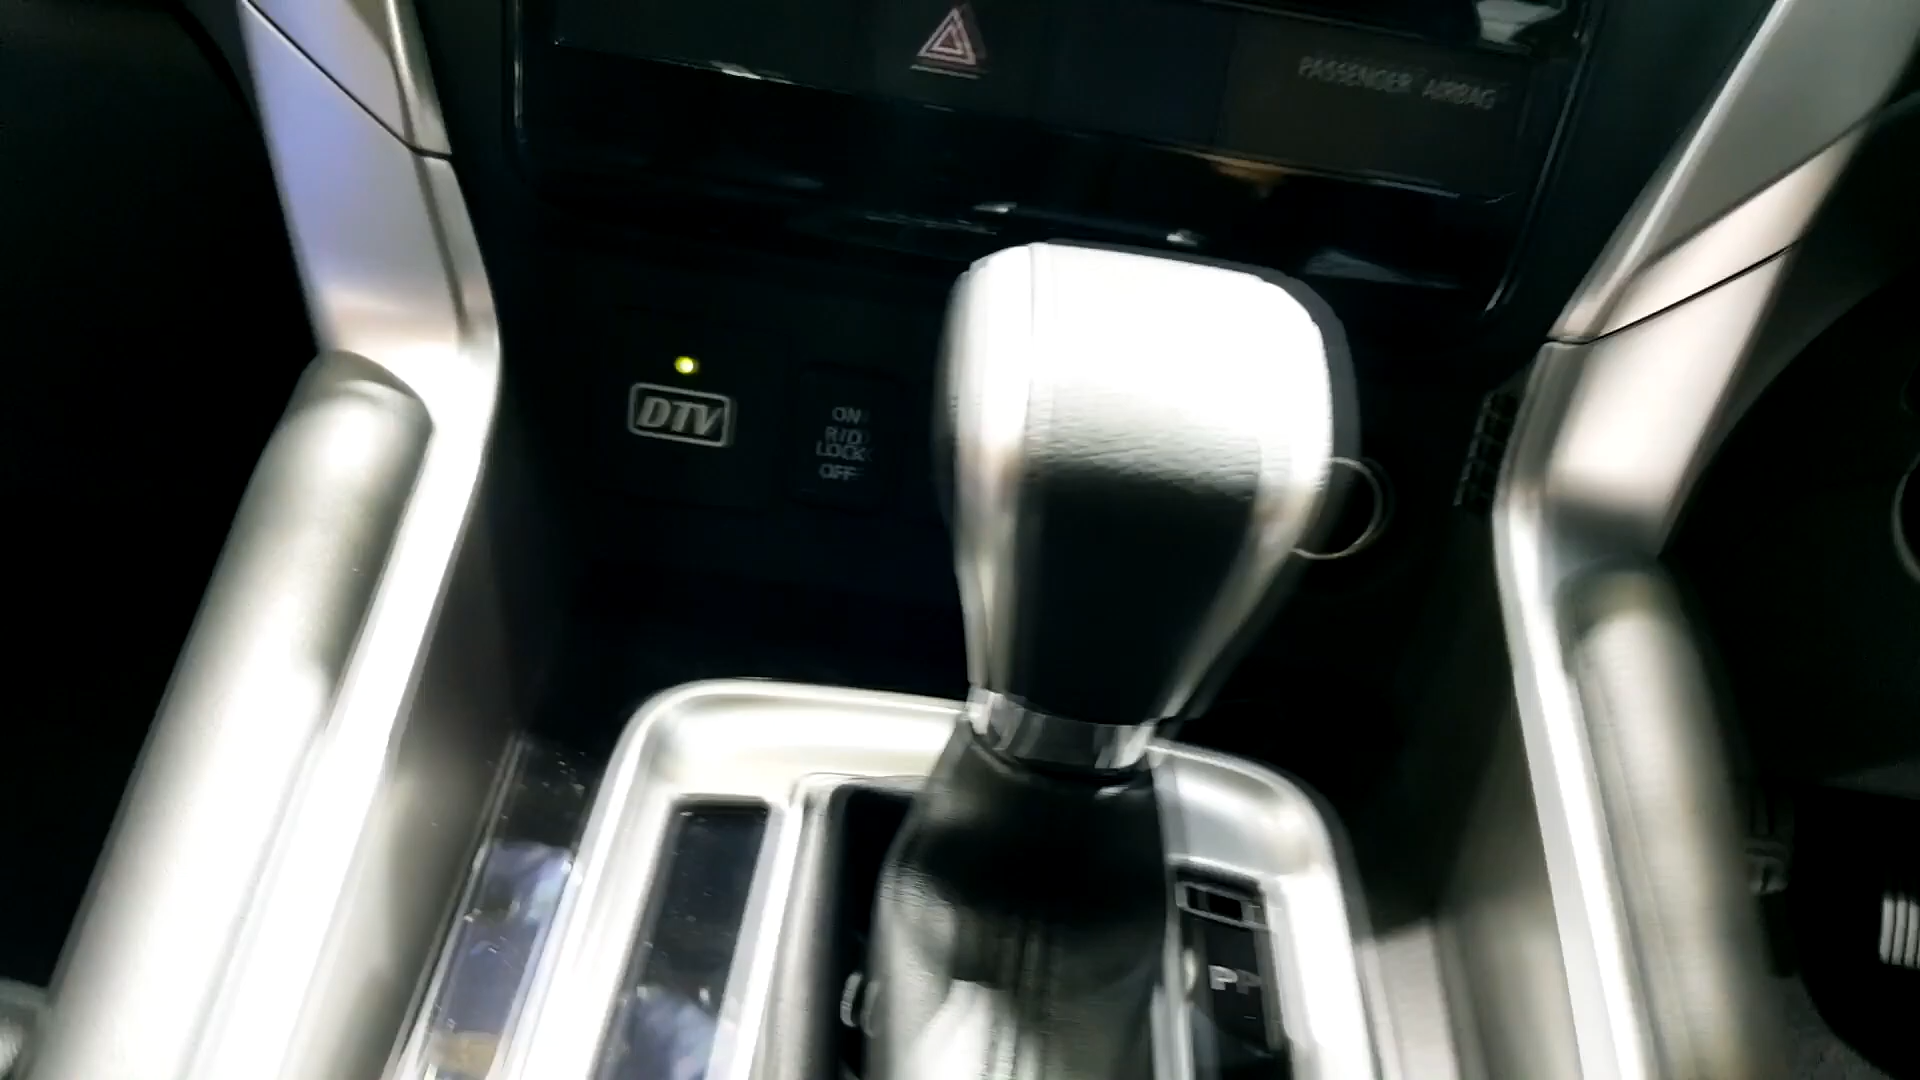 PASSENGER AIRBAG
DTV
ON
R/D
LOCK
OFF
P